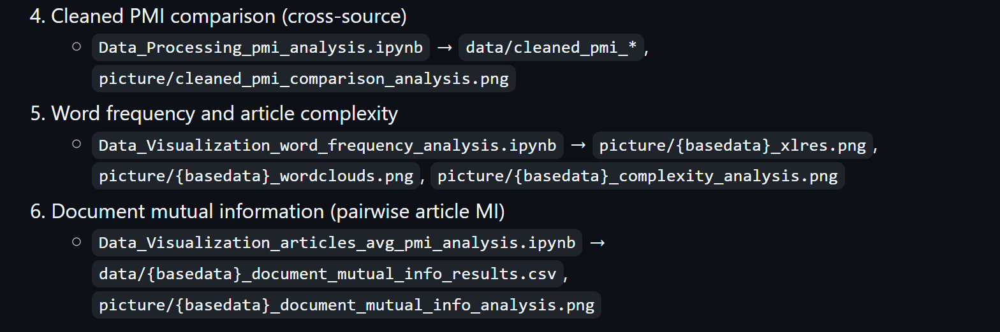 4. Cleaned PMI comparison (cross-source)
○ Data_Processing_pmi_analysis.ipynb → data/cleaned_pmi_*,
picture/cleaned_pmi_comparison_analysis.png
5. Word frequency and article complexity
○ Data_Visualization_word_frequency_analysis.ipynb → picture/{basedata}_xlres.png,
picture/{basedata}_wordclouds.png, picture/{basedata}_complexity_analysis.png
6. Document mutual information (pairwise article MI)
○ Data_Visualization_articles_avg_pmi_analysis.ipynb →
data/{basedata}_document_mutual_info_results.csv,
picture/{basedata}_document_mutual_info_analysis.png